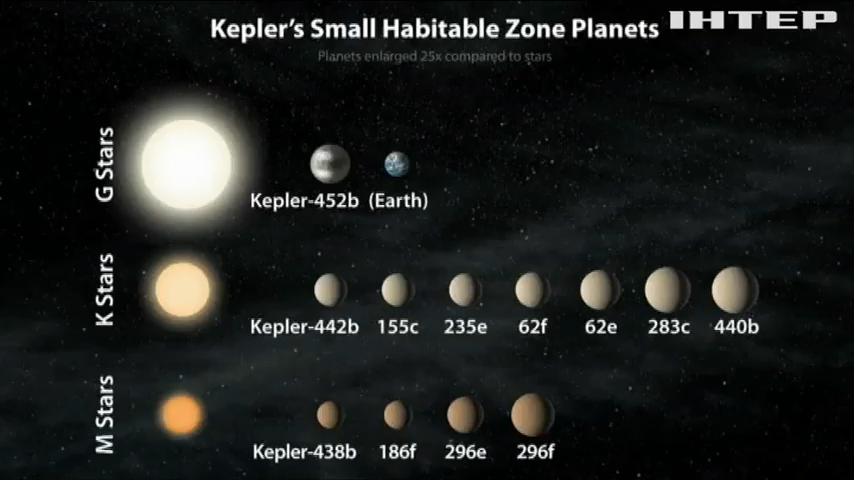 Kepler's Small Habitable Zone Planets
ІНТЕР
Planets enlarged 25x compared to stars
G Stars
Kepler-452b (Earth)
K Stars
Kepler-442b 155c 235e 62f 62e 283c 440b
M Stars
Kepler-438b 186f 296e 296f